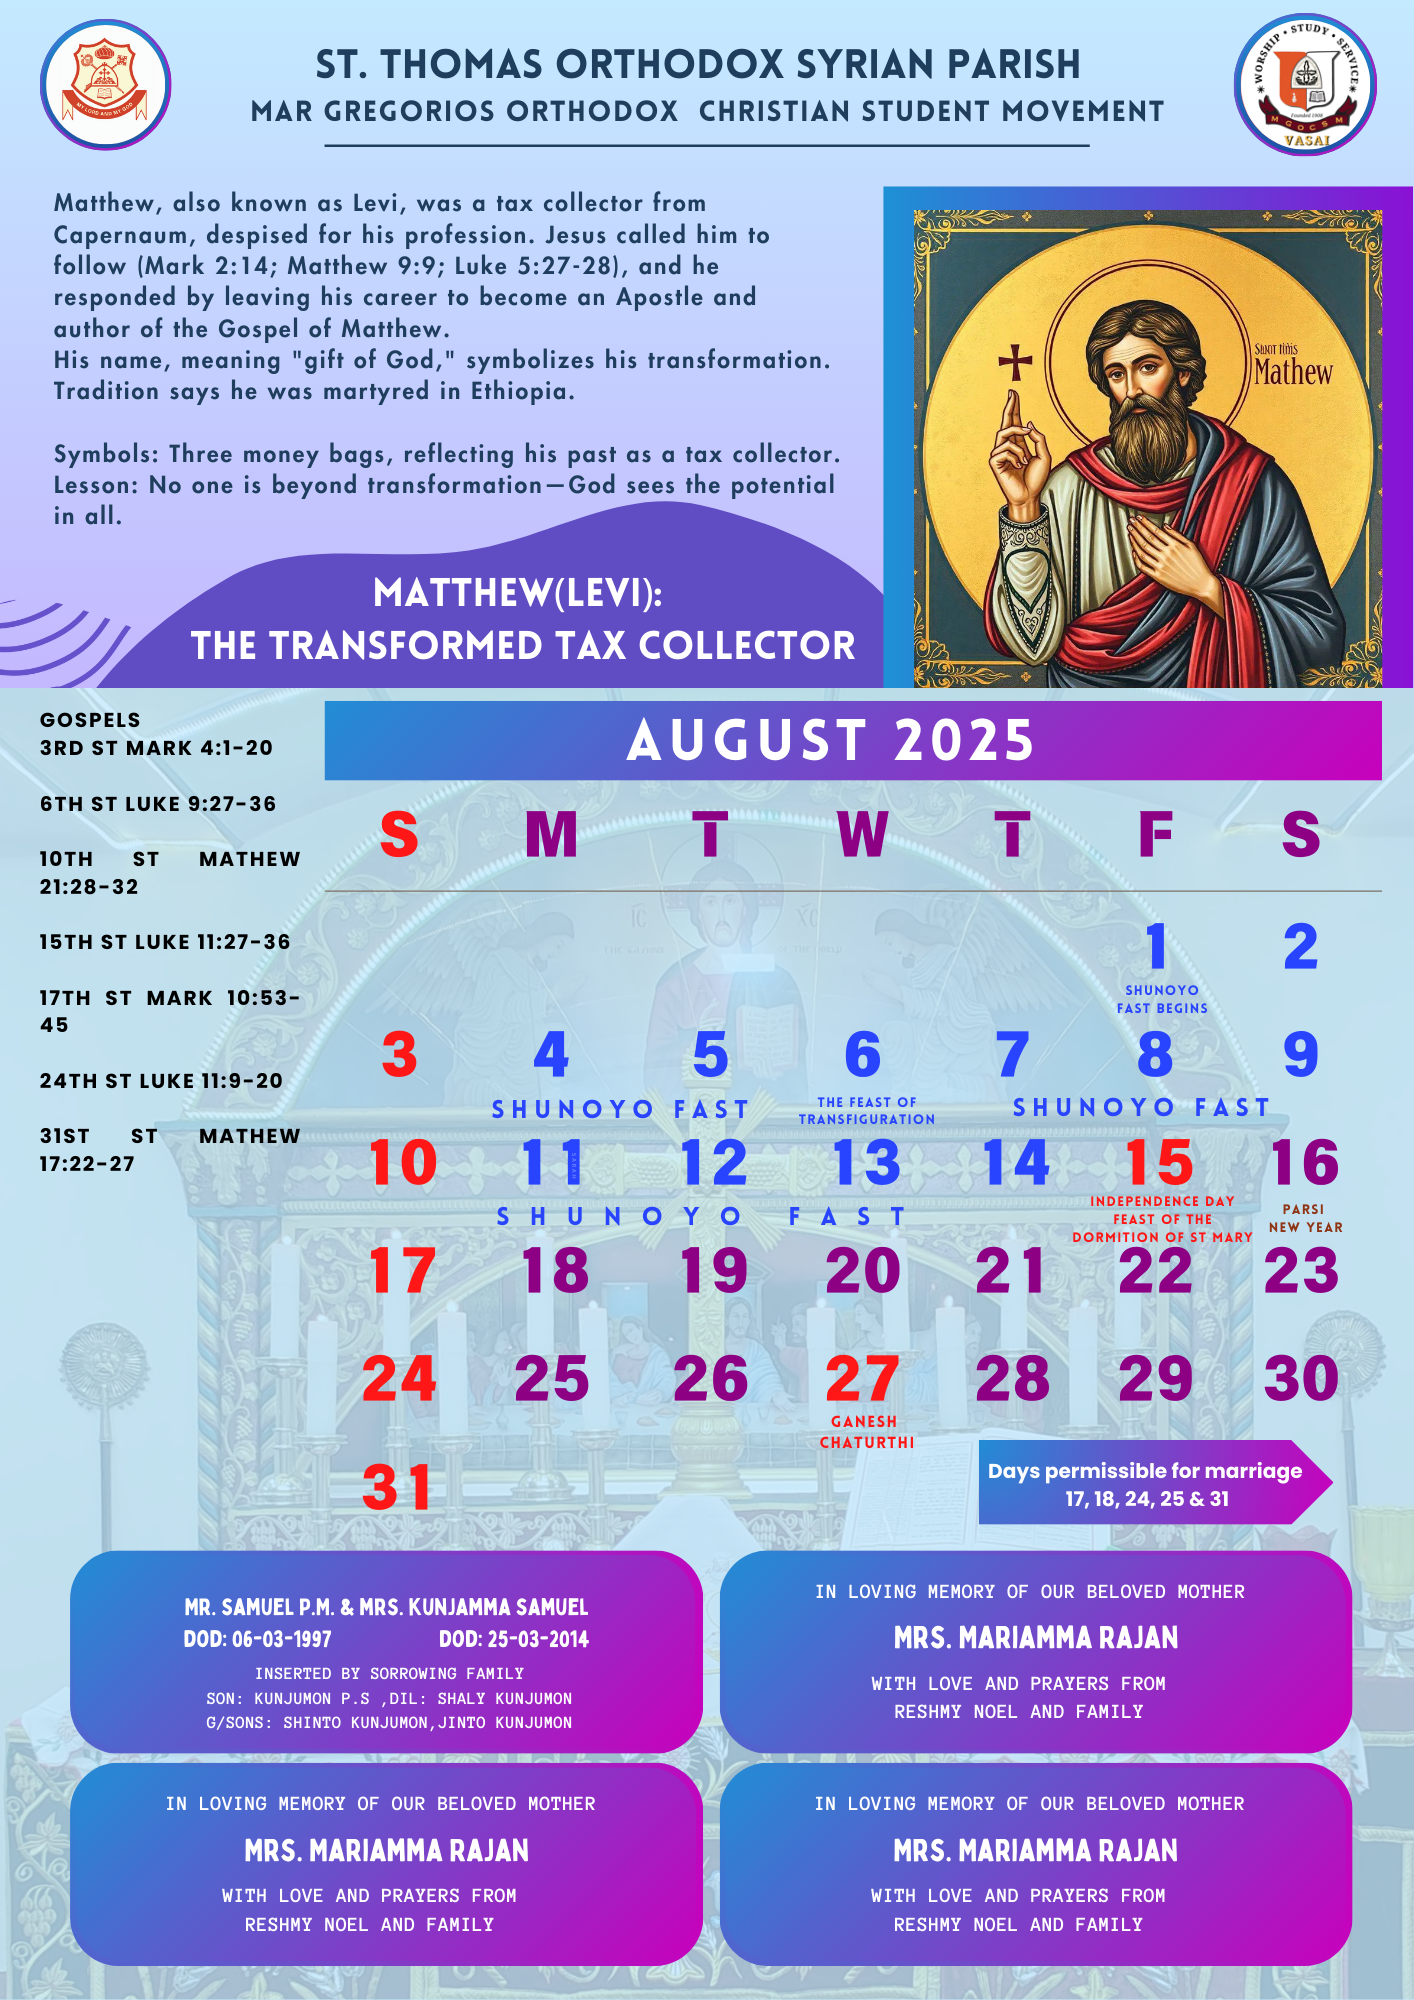 ST. THOMAS ORTHODOX SYRIAN PARISH
MAR GREGORIOS ORTHODOX CHRISTIAN STUDENT MOVEMENT
MY LORD AND MY GOD
WORSHIP • STUDY • SERVICE
Founded 1908
MGOCSM
VASAI
Matthew, also known as Levi, was a tax collector from
Capernaum, despised for his profession. Jesus called him to
follow (Mark 2:14; Matthew 9:9; Luke 5:27-28), and he
responded by leaving his career to become an Apostle and
author of the Gospel of Matthew.
His name, meaning "gift of God," symbolizes his transformation.
Tradition says he was martyred in Ethiopia.
Symbols: Three money bags, reflecting his past as a tax collector.
Lesson: No one is beyond transformation—God sees the potential
in all.
Mathew
MATTHEW(LEVI):
THE TRANSFORMED TAX COLLECTOR
GOSPELS
3RD ST MARK 4:1-20
6TH ST LUKE 9:27-36
10TH ST MATHEW
21:28-32
15TH ST LUKE 11:27-36
17TH ST MARK 10:53-
45
24TH ST LUKE 11:9-20
31ST ST MATHEW
17:22-27
AUGUST 2025
S M T W T F S
1 2
SHUNOYO
FAST BEGINS
3 4 5 6 7 8 9
SHUNOYO FAST
THE FEAST OF
TRANSFIGURATION
SHUNOYO FAST
10 11 12 13 14 15 16
SHUNOYO FAST
INDEPENDENCE DAY
FEAST OF THE
DORMITION OF ST MARY
PARSI
NEW YEAR
17 18 19 20 21 22 23
24 25 26 27 28 29 30
GANESH
CHATURTHI
31
Days permissible for marriage
17, 18, 24, 25 & 31
MR. SAMUEL P.M. & MRS. KUNJAMMA SAMUEL
DOD: 06-03-1997 DOD: 25-03-2014
INSERTED BY SORROWING FAMILY
SON: KUNJUMON P.S ,DIL: SHALY KUNJUMON
G/SONS: SHINTO KUNJUMON,JINTO KUNJUMON
IN LOVING MEMORY OF OUR BELOVED MOTHER
MRS. MARIAMMA RAJAN
WITH LOVE AND PRAYERS FROM
RESHMY NOEL AND FAMILY
IN LOVING MEMORY OF OUR BELOVED MOTHER
MRS. MARIAMMA RAJAN
WITH LOVE AND PRAYERS FROM
RESHMY NOEL AND FAMILY
IN LOVING MEMORY OF OUR BELOVED MOTHER
MRS. MARIAMMA RAJAN
WITH LOVE AND PRAYERS FROM
RESHMY NOEL AND FAMILY